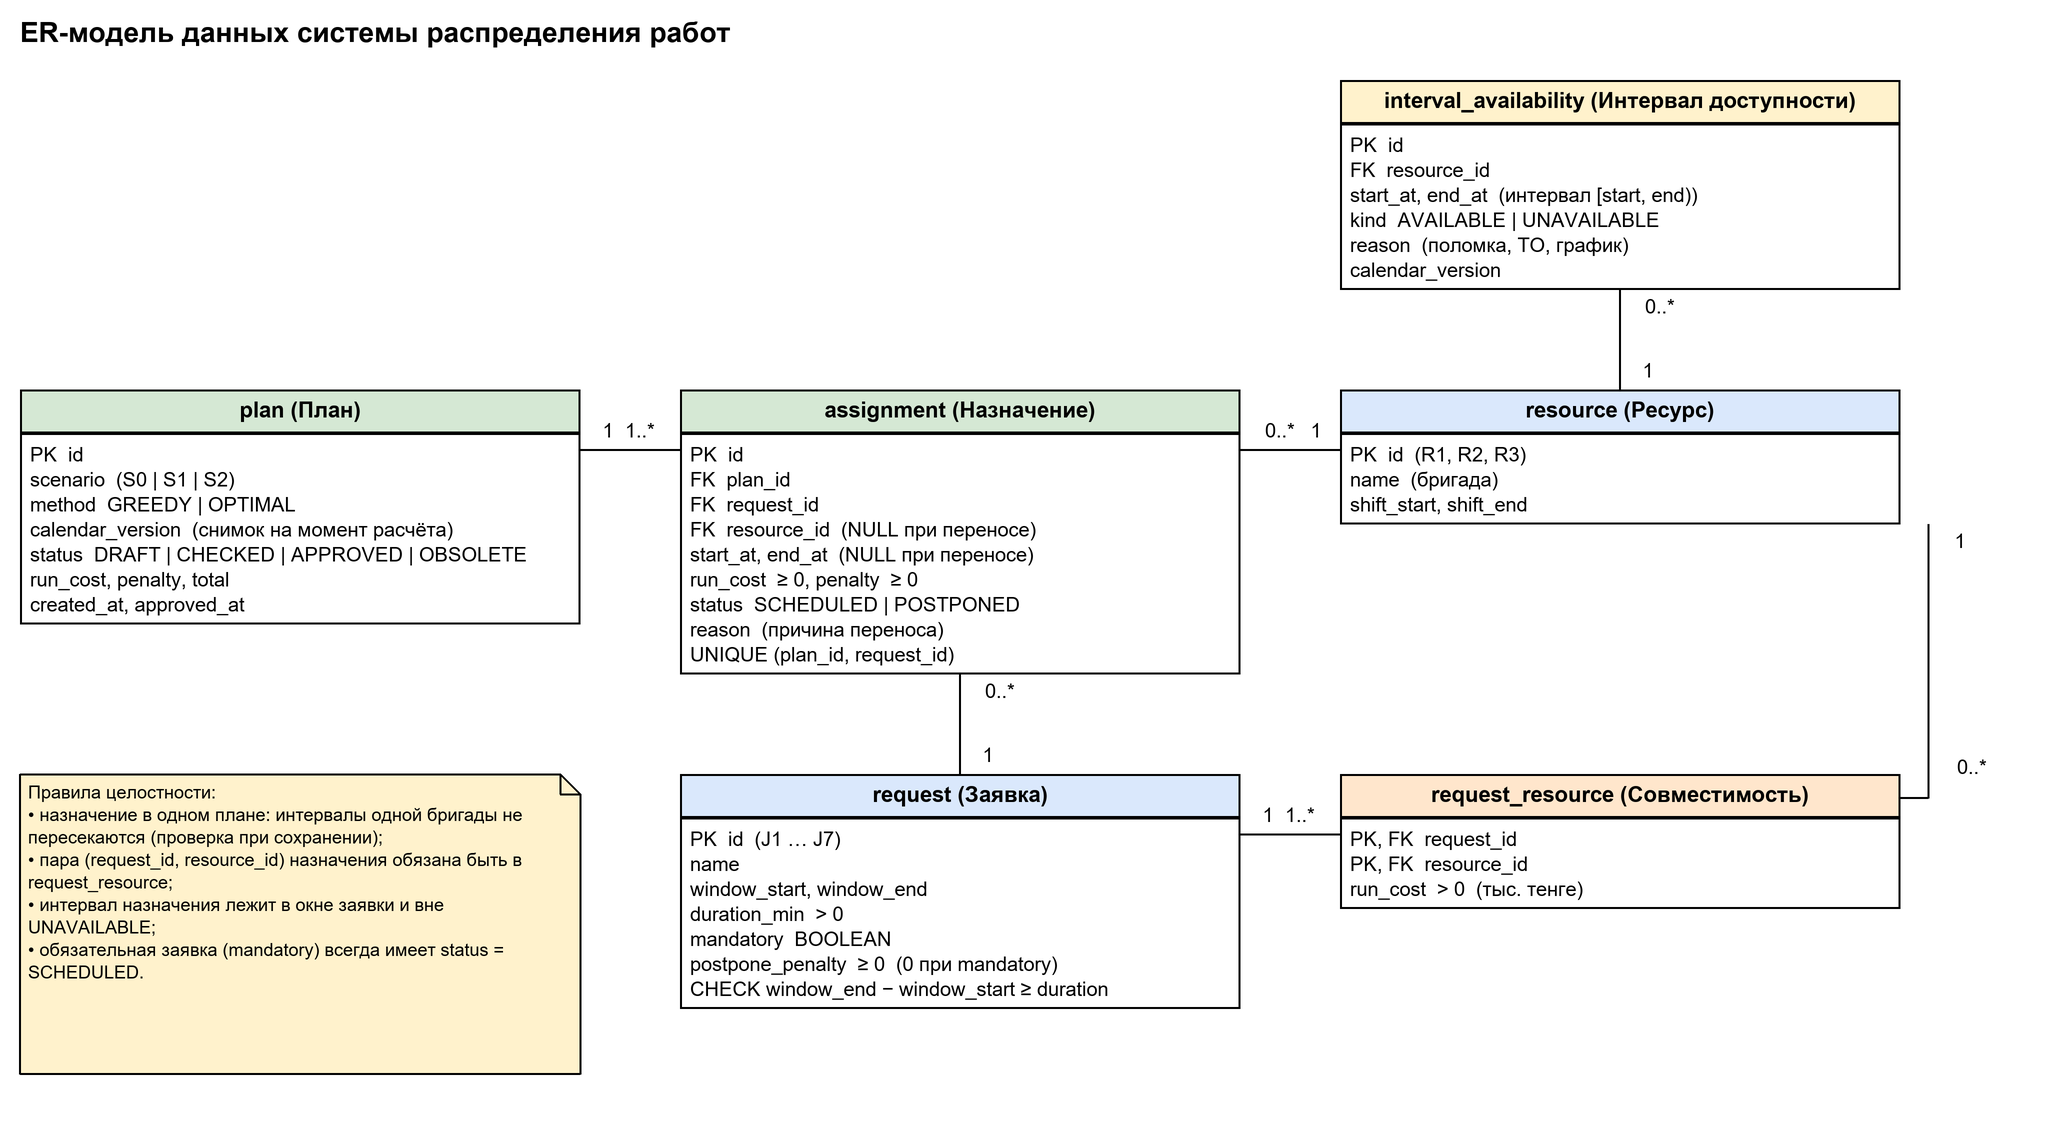 ER-модель данных системы распределения работ
interval_availability (Интервал доступности)
PK  id
FK  resource_id
start_at, end_at  (интервал [start, end))
kind  AVAILABLE | UNAVAILABLE
reason  (поломка, ТО, график)
calendar_version
0..*
1
plan (План)
PK  id
scenario  (S0 | S1 | S2)
method  GREEDY | OPTIMAL
calendar_version  (снимок на момент расчёта)
status  DRAFT | CHECKED | APPROVED | OBSOLETE
run_cost, penalty, total
created_at, approved_at
1  1..*
assignment (Назначение)
PK  id
FK  plan_id
FK  request_id
FK  resource_id  (NULL при переносе)
start_at, end_at  (NULL при переносе)
run_cost  ≥ 0, penalty  ≥ 0
status  SCHEDULED | POSTPONED
reason  (причина переноса)
UNIQUE (plan_id, request_id)
0..*  1
resource (Ресурс)
PK  id  (R1, R2, R3)
name  (бригада)
shift_start, shift_end
1
0..*
0..*
1
Правила целостности:
• назначение в одном плане: интервалы одной бригады не
пересекаются (проверка при сохранении);
• пара (request_id, resource_id) назначения обязана быть в
request_resource;
• интервал назначения лежит в окне заявки и вне
UNAVAILABLE;
• обязательная заявка (mandatory) всегда имеет status =
SCHEDULED.
request (Заявка)
PK  id  (J1 … J7)
name
window_start, window_end
duration_min  > 0
mandatory  BOOLEAN
postpone_penalty  ≥ 0  (0 при mandatory)
CHECK window_end − window_start ≥ duration
1  1..*
request_resource (Совместимость)
PK, FK  request_id
PK, FK  resource_id
run_cost  > 0  (тыс. тенге)